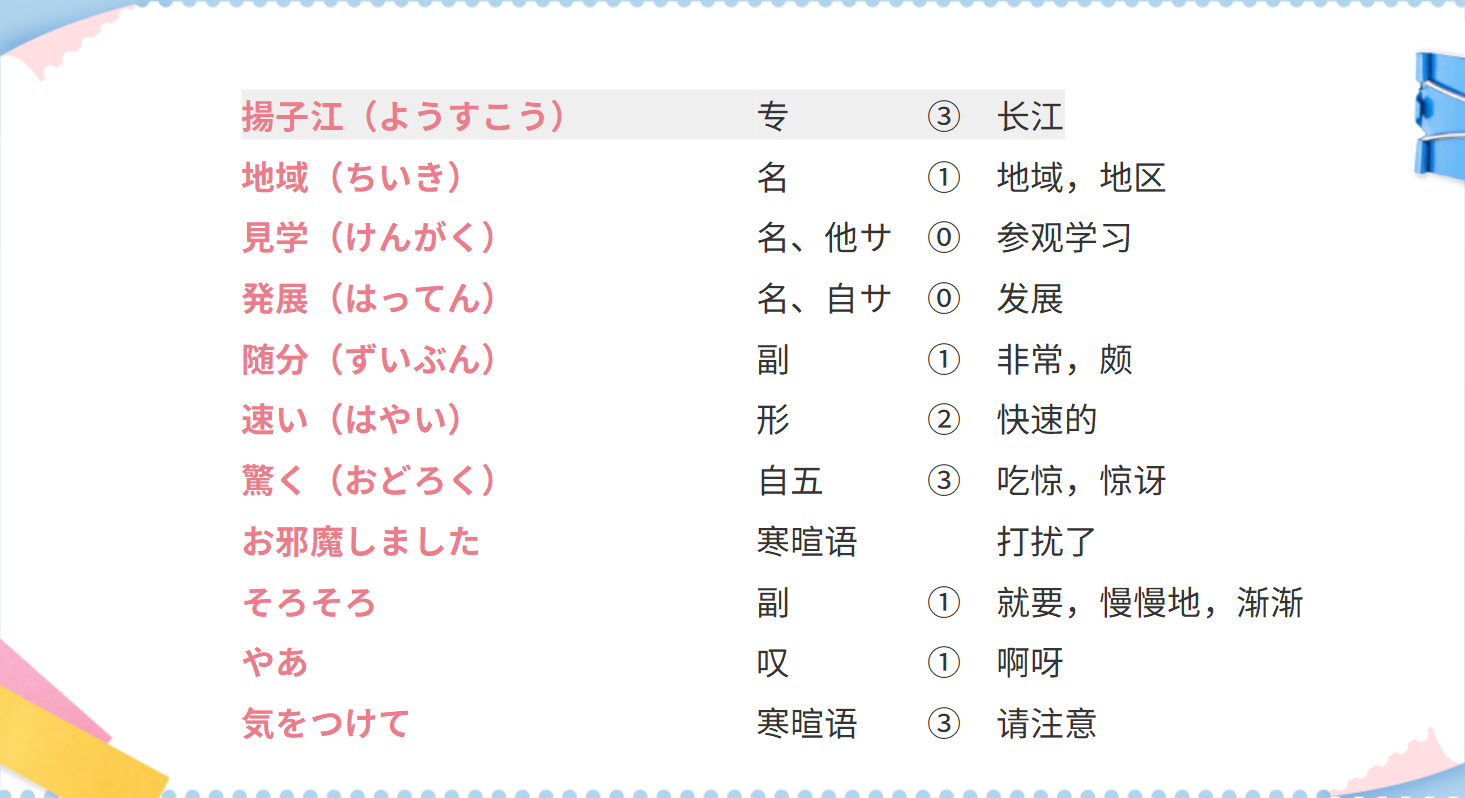 揚子江（ようすこう） 专 ③ 长江
地域（ちいき） 名 ① 地域，地区
見学（けんがく） 名、他サ ⓪ 参观学习
発展（はってん） 名、自サ ⓪ 发展
随分（ずいぶん） 副 ① 非常，颇
速い（はやい） 形 ② 快速的
驚く（おどろく） 自五 ③ 吃惊，惊讶
お邪魔しました 寒暄语 打扰了
そろそろ 副 ① 就要，慢慢地，渐渐
やあ 叹 ① 啊呀
気をつけて 寒暄语 ③ 请注意